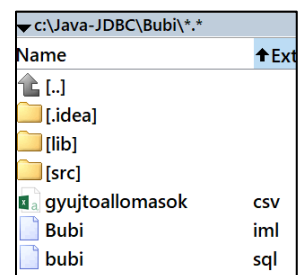 c:\Java-JDBC\Bubi\*.*
Name Ext
[..]
[.idea]
[lib]
[src]
gyujtoallomasok csv
Bubi iml
bubi sql